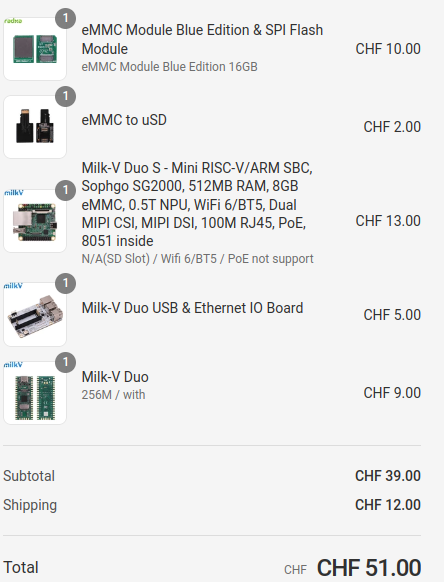 radxa
1
eMMC Module Blue Edition & SPI Flash
Module
CHF 10.00
eMMC Module Blue Edition 16GB
1
eMMC to uSD
CHF 2.00
milkV
1
Milk-V Duo S - Mini RISC-V/ARM SBC,
Sophgo SG2000, 512MB RAM, 8GB
eMMC, 0.5T NPU, WiFi 6/BT5, Dual
MIPI CSI, MIPI DSI, 100M RJ45, PoE,
8051 inside
CHF 13.00
N/A(SD Slot) / Wifi 6/BT5 / PoE not support
milkV
1
Milk-V Duo USB & Ethernet IO Board
CHF 5.00
milkV
1
Milk-V Duo
256M / with
CHF 9.00
Subtotal CHF 39.00
Shipping CHF 12.00
Total CHF CHF 51.00